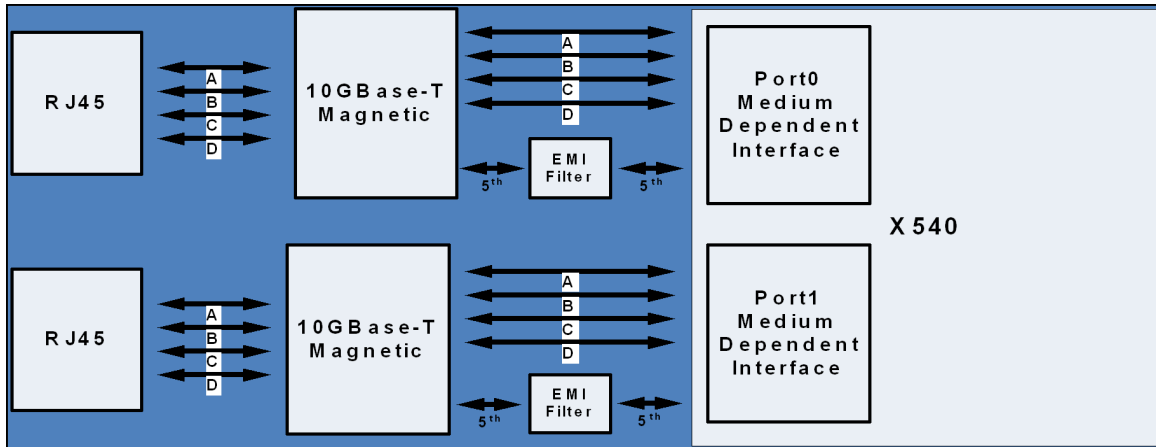 RJ45
A
B
C
D
10GBase-T
Magnetic
A
B
C
D
5th
EMI
Filter
5th
Port0
Medium
Dependent
Interface
X540
RJ45
A
B
C
D
10GBase-T
Magnetic
A
B
C
D
5th
EMI
Filter
5th
Port1
Medium
Dependent
Interface